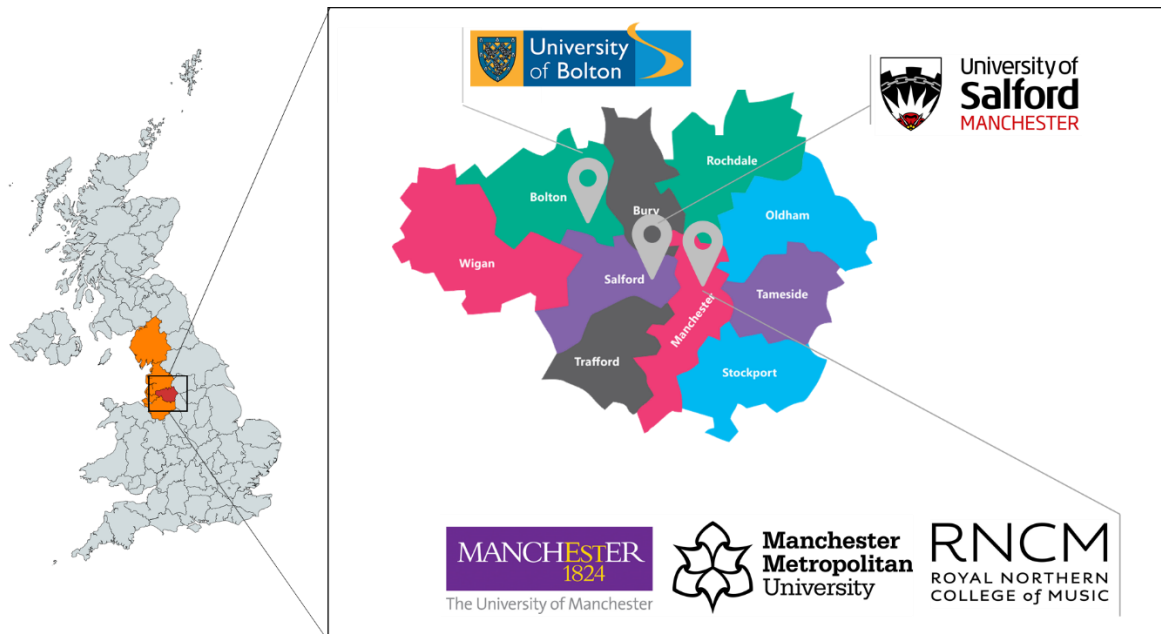 University
of Bolton
University of
Salford
MANCHESTER
Rochdale
Bolton
Bury
Oldham
Wigan
Salford
Tameside
Manchester
Trafford
Stockport
MANCHESTER
1824
The University of Manchester
Manchester
Metropolitan
University
RNCM
ROYAL NORTHERN
COLLEGE of MUSIC